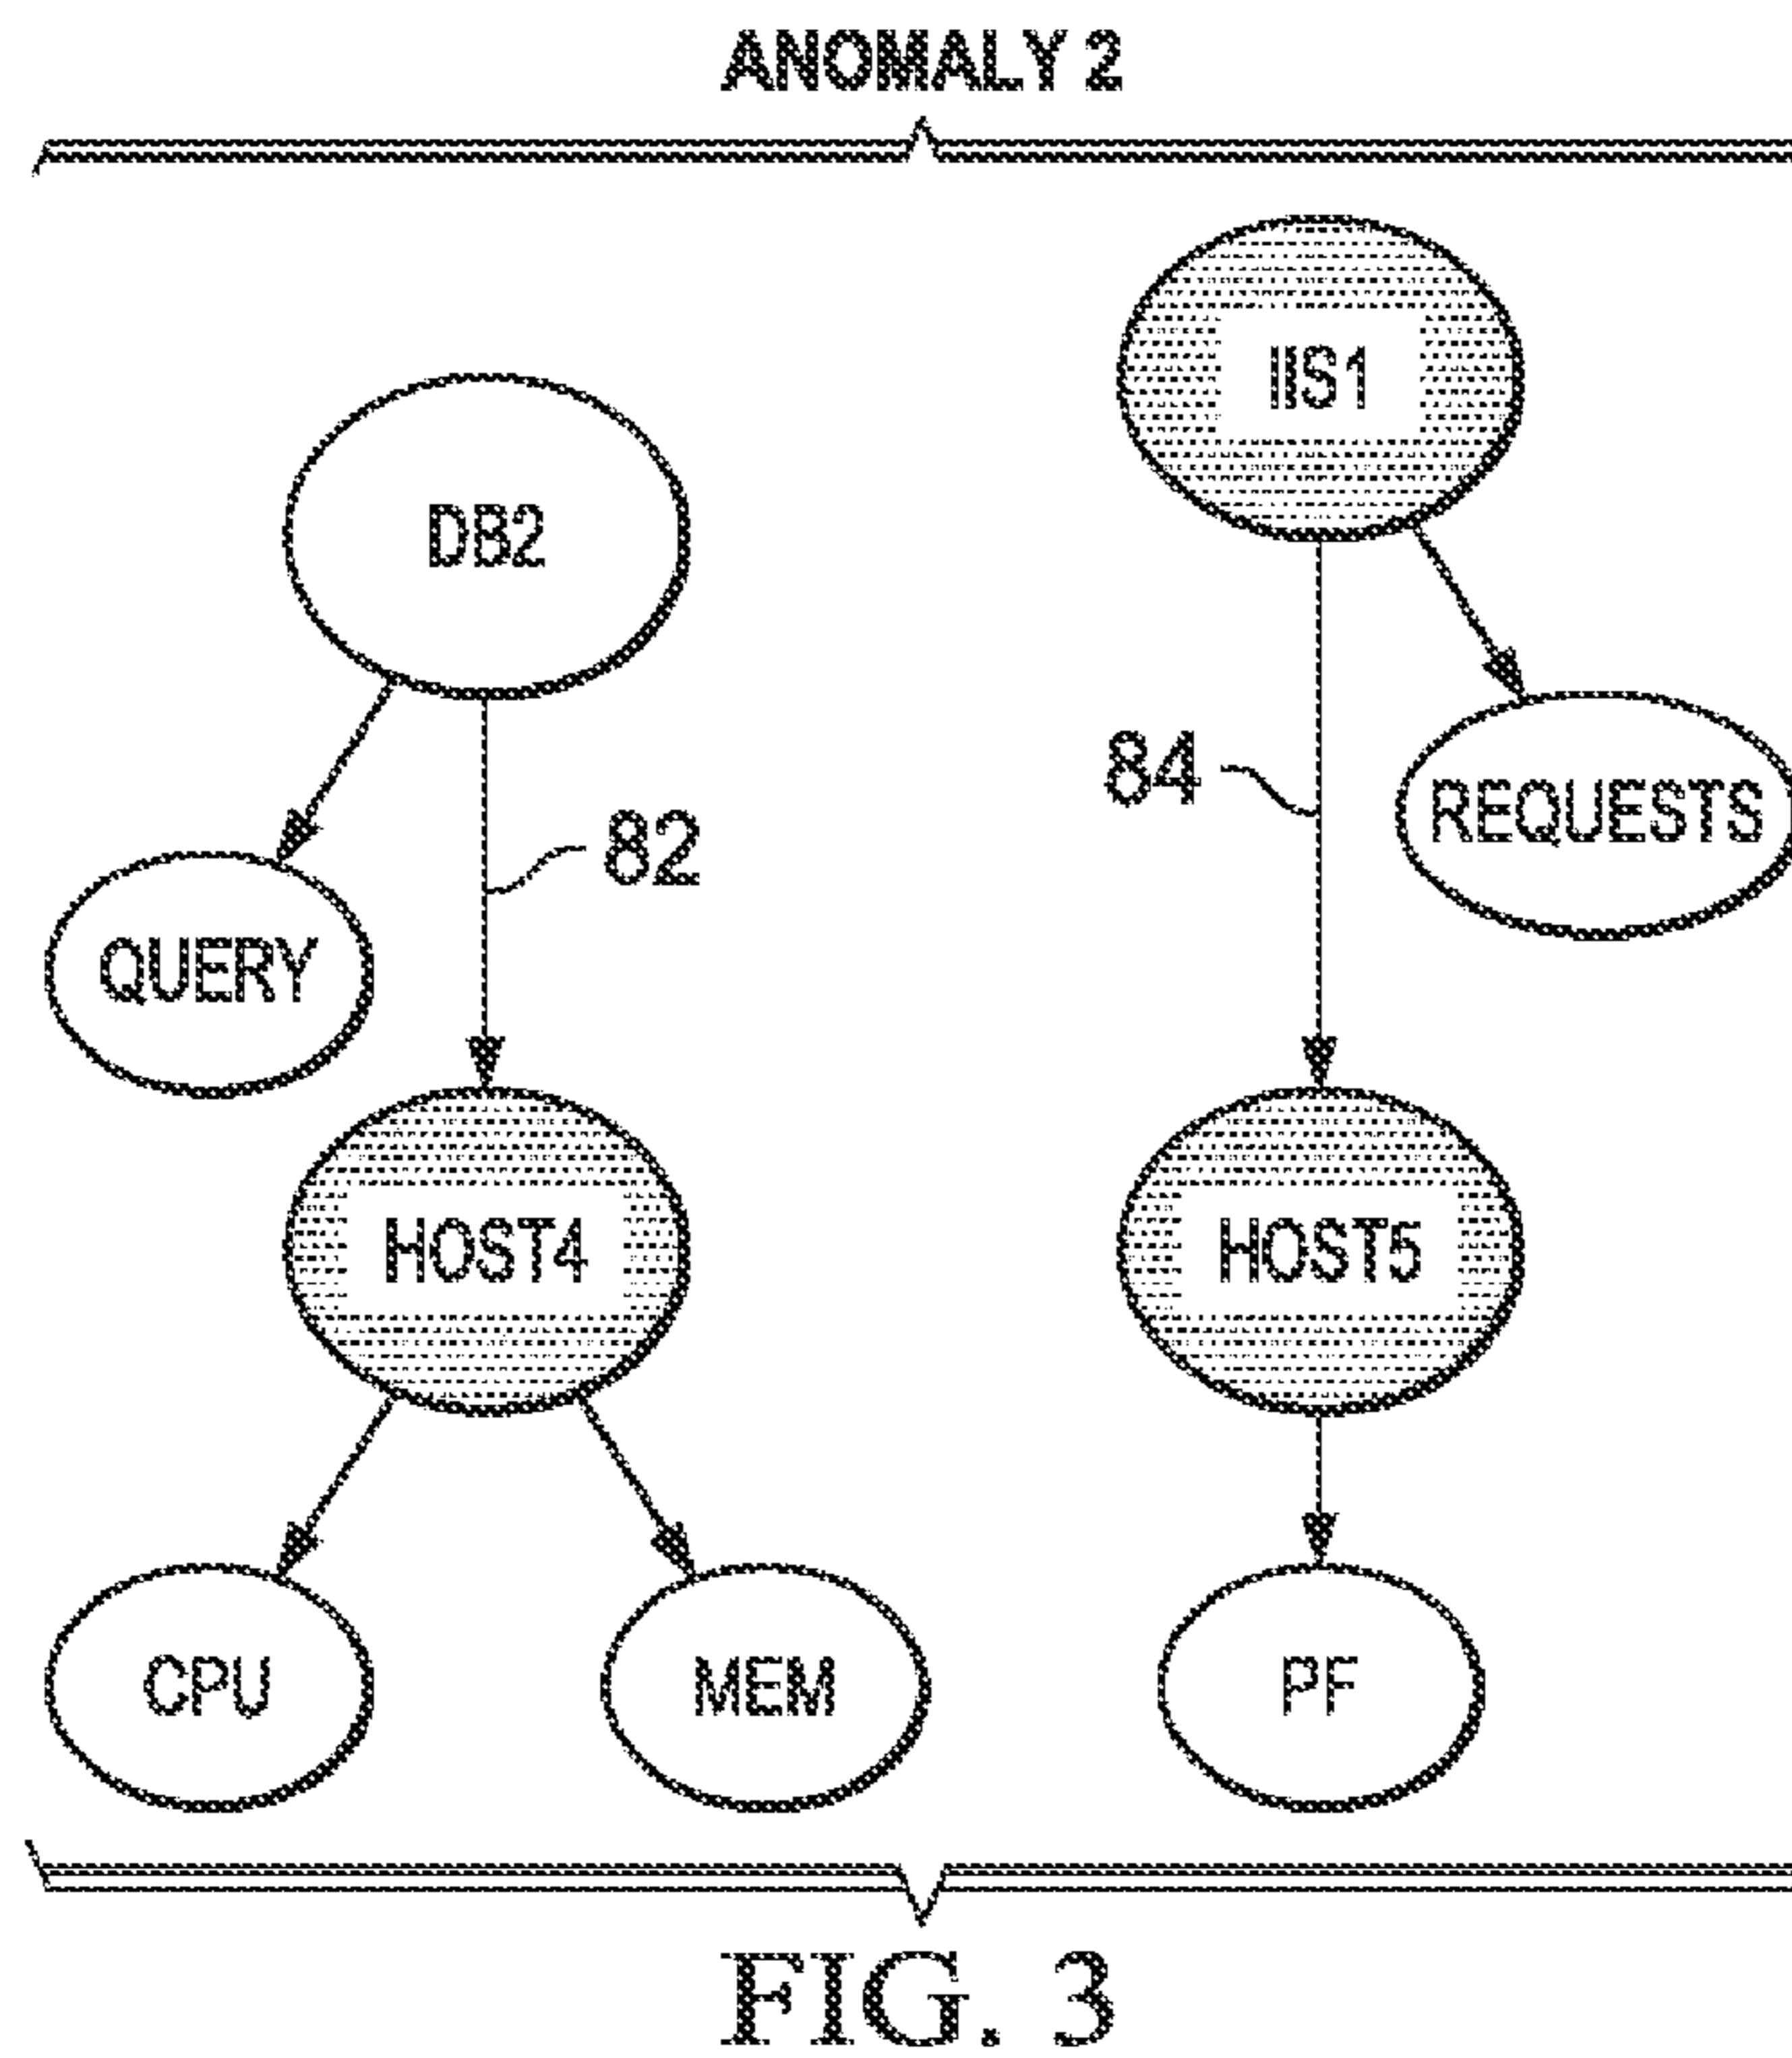 ANOMALY 2
IIS1
DB2
84
REQUESTS
82
QUERY
HOST4
HOST5
CPU
MEM
PF
FIG. 3